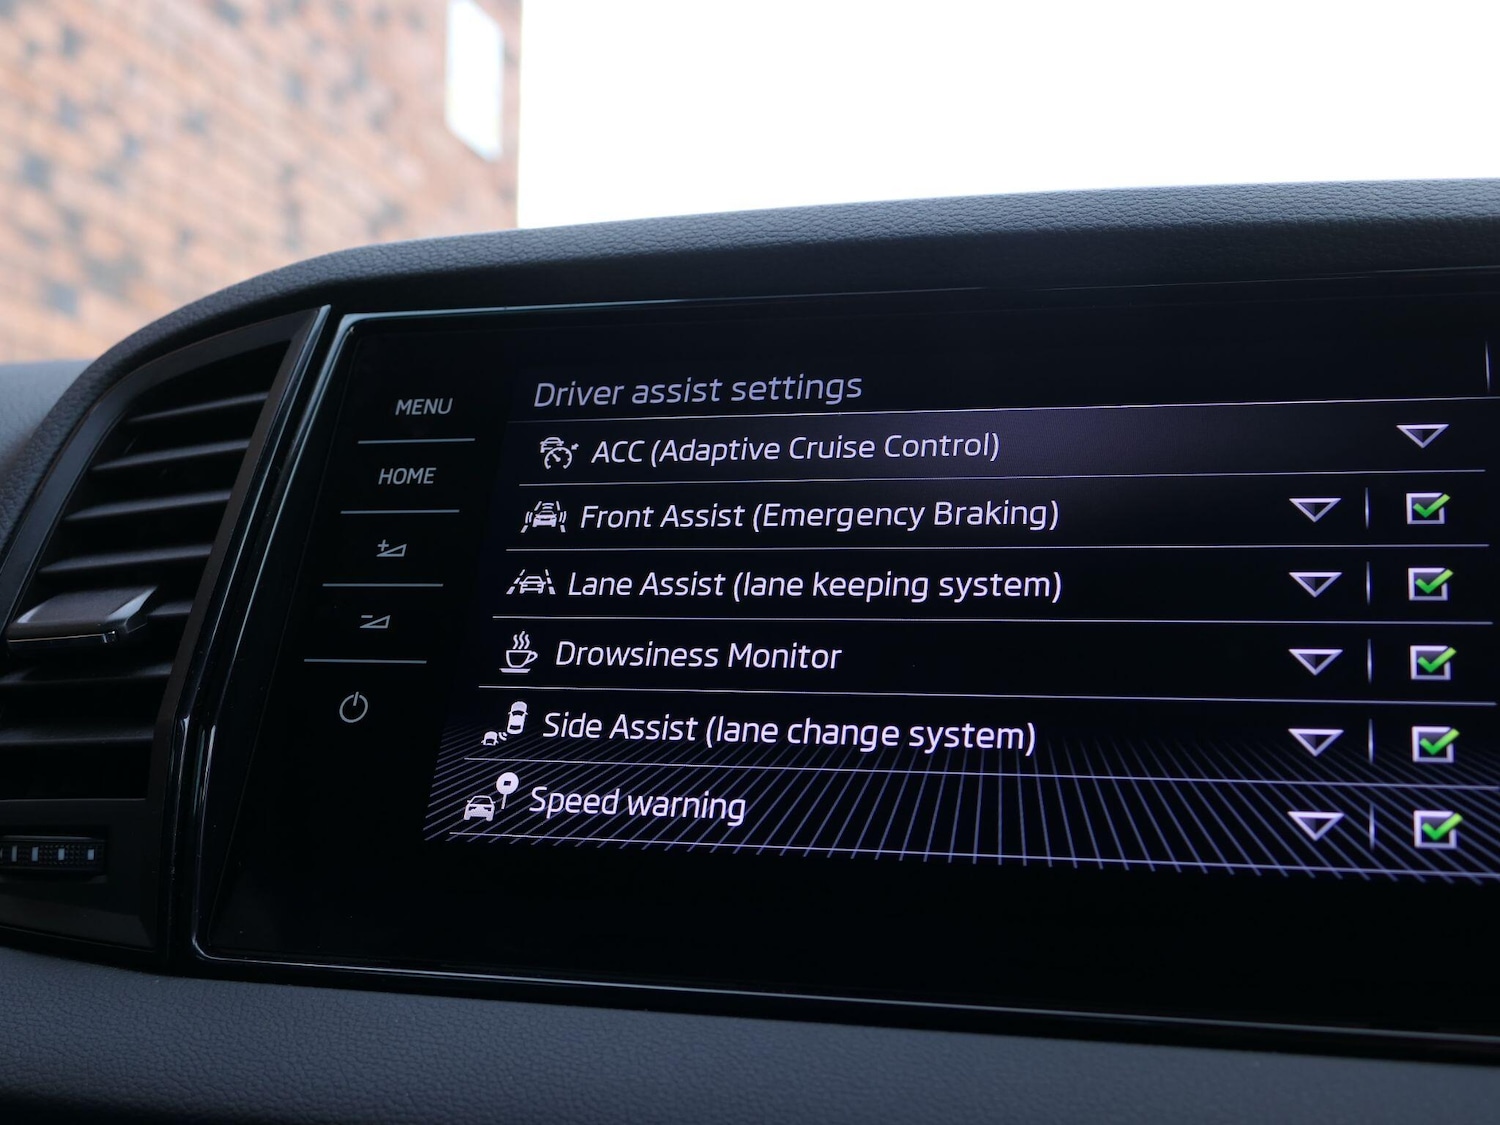 MENU
HOME
Driver assist settings
ACC (Adaptive Cruise Control)
Front Assist (Emergency Braking)
Lane Assist (lane keeping system)
Drowsiness Monitor
Side Assist (lane change system)
Speed warning